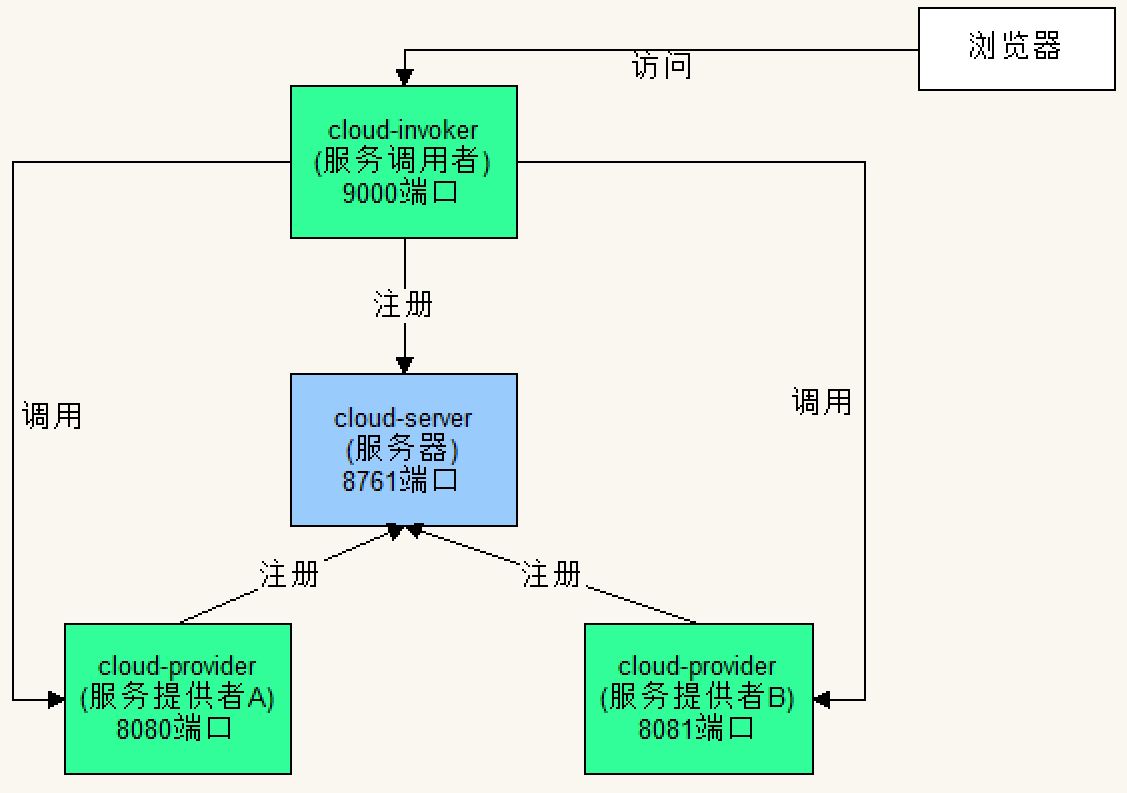 浏览器
访问
cloud-invoker
(服务调用者)
9000端口
注册
调用
调用
cloud-server
(服务器)
8761端口
注册
注册
cloud-provider
(服务提供者A)
8080端口
cloud-provider
(服务提供者B)
8081端口